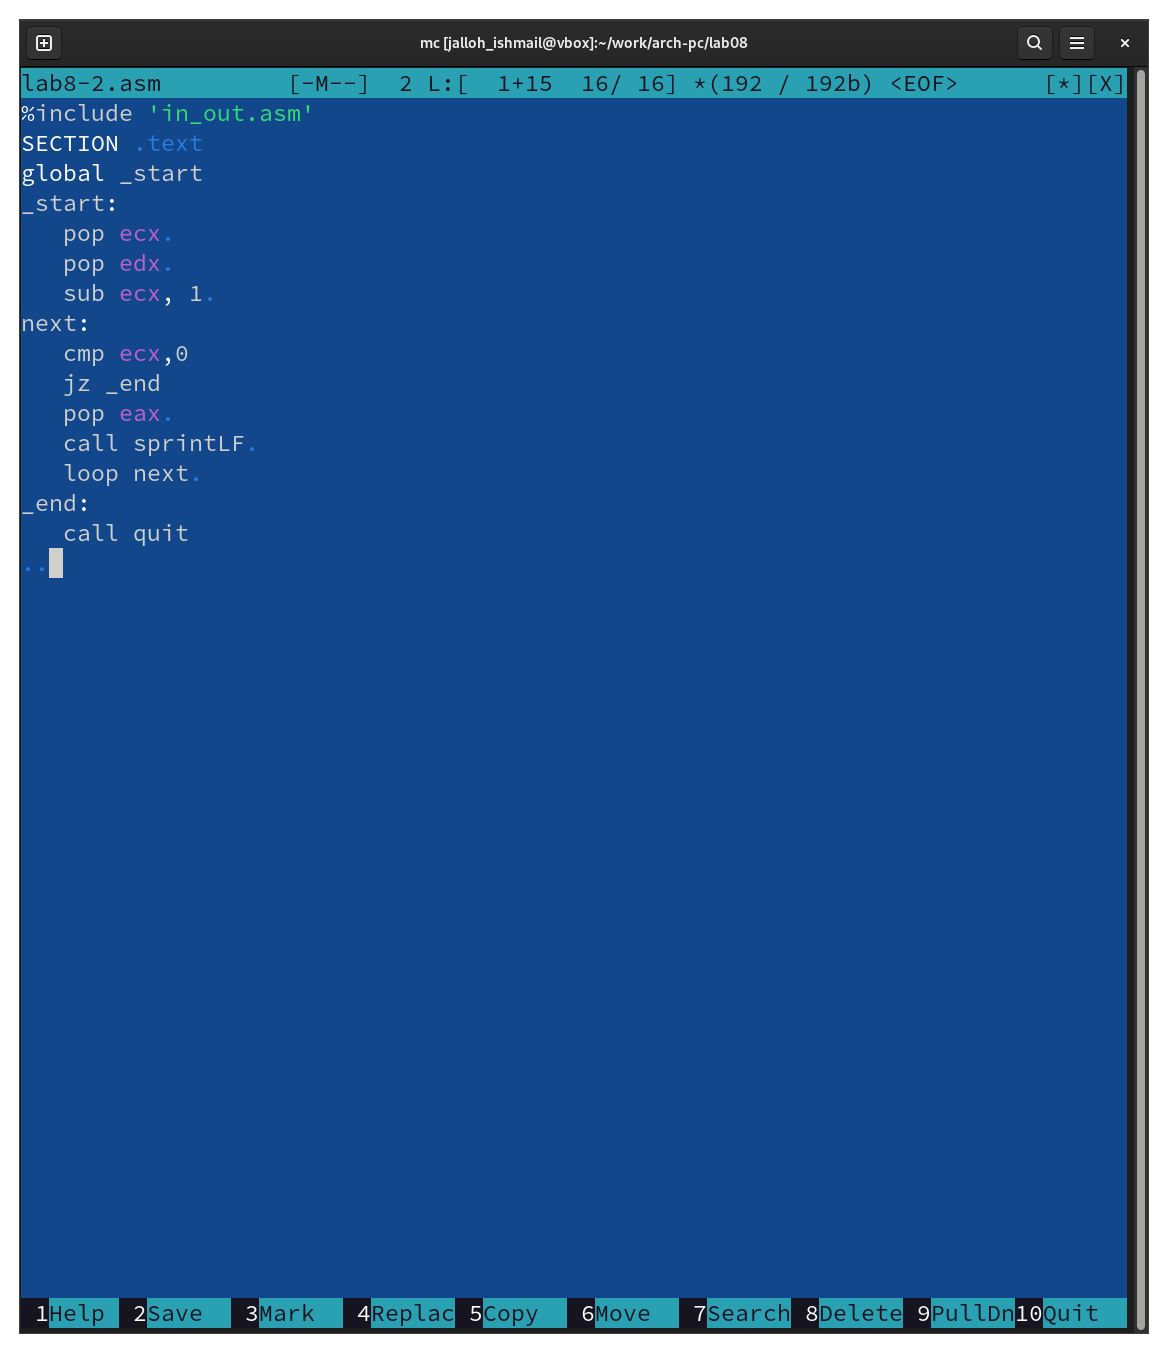 mc [jalloh_ishmail@vbox]:~/work/arch-pc/lab08
lab8-2.asm [-M--] 2 L:[ 1+15 16/ 16] *(192 / 192b) <EOF> [*][X]
%include 'in_out.asm'
SECTION .text
global _start
_start:
   pop ecx.
   pop edx.
   sub ecx, 1.
next:
   cmp ecx,0
   jz _end
   pop eax.
   call sprintLF.
   loop next.
_end:
   call quit
..
1Help 2Save 3Mark 4Replac 5Copy 6Move 7Search 8Delete 9PullDn 10Quit